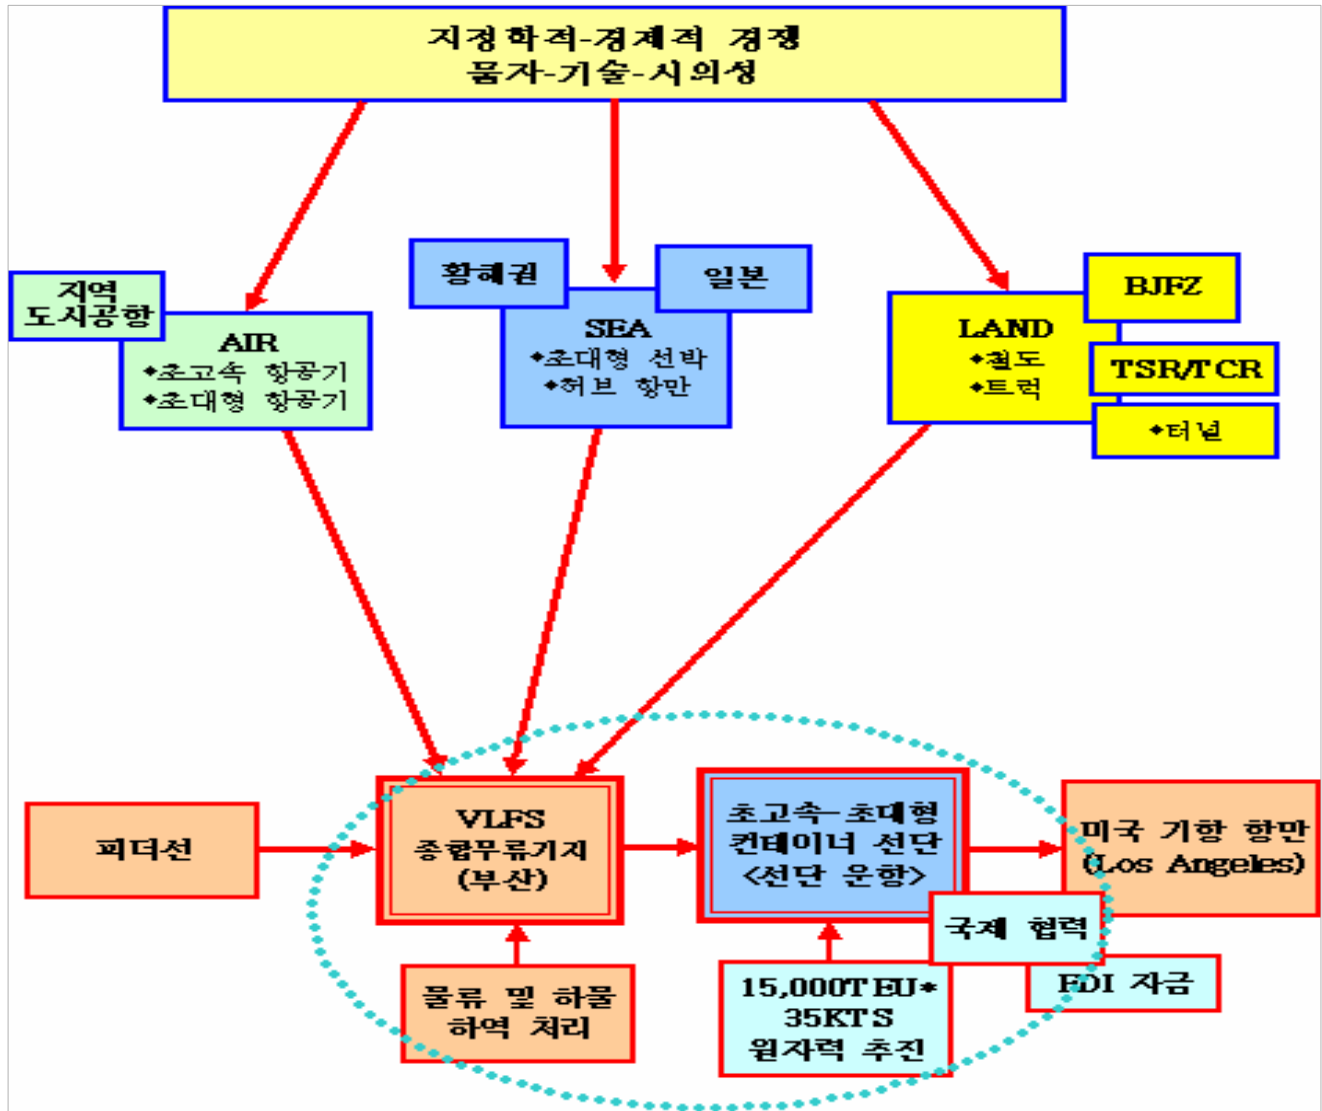 지정학적-경제적 경쟁
물자-기술-시의성
지역
도시공항
AIR
◆초고속 항공기
◆초대형 항공기
황해권
일본
SEA
◆초대형 선박
◆허브 항만
LAND
◆철도
◆트럭
BJFZ
TSR/TCR
◆터널
피더선
VLFS
종합무류기지
(부산)
초고속-초대형
컨테이너 선단
<선단 운항>
미국 기항 항만
(Los Angeles)
국제 협력
FDI 자금
물류 및 하물
하역 처리
15,000TEU*
35KTS
원자력 추진